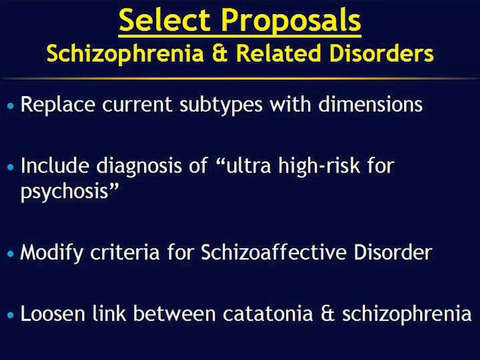 Select Proposals
Schizophrenia & Related Disorders
• Replace current subtypes with dimensions
• Include diagnosis of “ultra high-risk for
psychosis”
• Modify criteria for Schizoaffective Disorder
• Loosen link between catatonia & schizophrenia